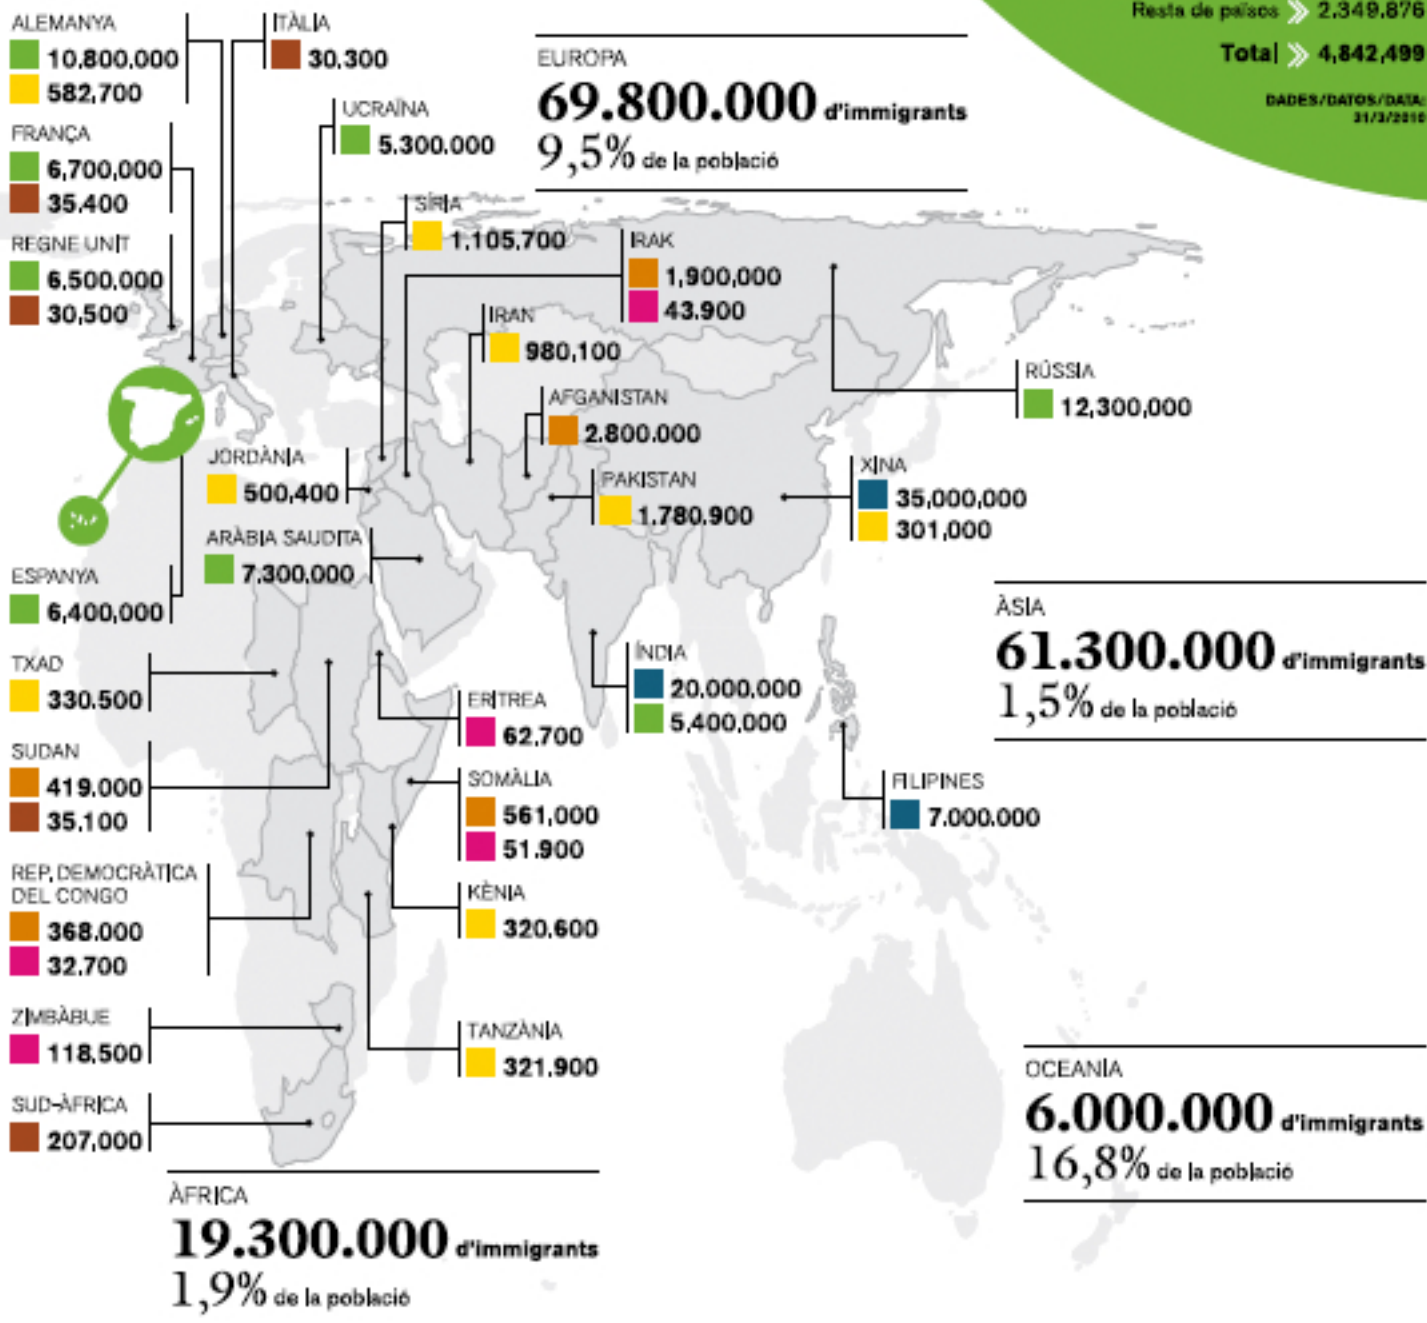 ALEMANYA
10.800.000
582,700
ITÀLIA
30.300
FRANÇA
6,700,000
35.400
REGNE UNIT
6.500.000
30,500
UCRAÏNA
5.300.000
EUROPA
69.800.000 d'immigrants
9,5% de la població
Resta de països » 2.349.876
Total » 4,842,499
DADES/DATOS/DATA:
31/3/2010
SÍRIA
1.105,700
IRAK
1,900,000
43.900
IRAN
980,100
AFGANISTAN
2.800.000
RÚSSIA
12,300,000
JORDÀNIA
500,400
PAKISTAN
1.780.900
XINA
35,000,000
301,000
ARÀBIA SAUDITA
7.300.000
ESPANYA
6,400,000
ÀSIA
61.300.000 d'immigrants
1,5% de la població
TXAD
330.500
ÍNDIA
20.000.000
5,400,000
ERITREA
62.700
SUDAN
419.000
35,100
SOMÀLIA
561,000
51.900
FILIPINES
7.000.000
REP, DEMOCRÀTICA
DEL CONGO
368.000
32.700
KÈNIA
320.600
ZIMBÀBUE
118.500
TANZÀNIA
321.900
SUD-ÀFRICA
207,000
OCEANÍA
6.000.000 d'immigrants
16,8% de la població
ÀFRICA
19.300.000 d'immigrants
1,9% de la població